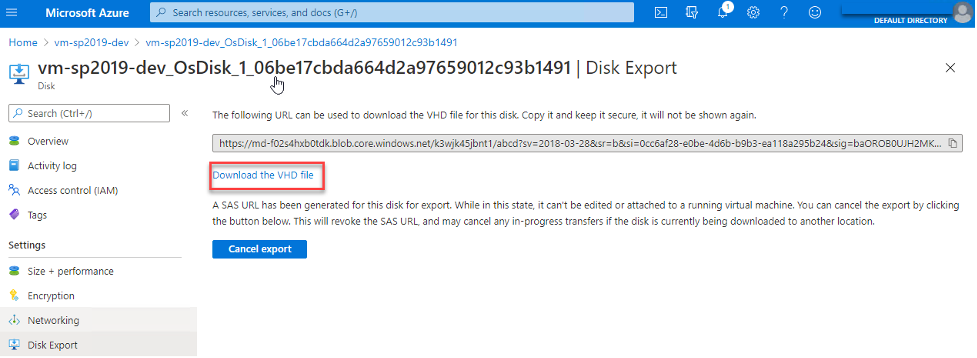 Microsoft Azure
Search resources, services, and docs (G+/)
1
DEFAULT DIRECTORY
Home > vm-sp2019-dev > vm-sp2019-dev_OsDisk_1_06be17cbda664d2a97659012c93b1491
vm-sp2019-dev_OsDisk_1_06be17cbda664d2a97659012c93b1491 | Disk Export
Disk
Search (Ctrl+/)
Overview
Activity log
Access control (IAM)
Tags
Settings
Size + performance
Encryption
Networking
Disk Export
The following URL can be used to download the VHD file for this disk. Copy it and keep it secure, it will not be shown again.
https://md-f02s4hxb0tdk.blob.core.windows.net/k3wjk45jbnt1/abcd?sv=2018-03-28&sr=b&si=0cc6af28-e0be-4d6b-b9b3-ea118a295b24&sig=baOROB0UJH2MK...
Download the VHD file
A SAS URL has been generated for this disk for export. While in this state, it can't be edited or attached to a running virtual machine. You can cancel the export by clicking
the button below. This will revoke the SAS URL, and may cancel any in-progress transfers if the disk is currently being downloaded to another location.
Cancel export